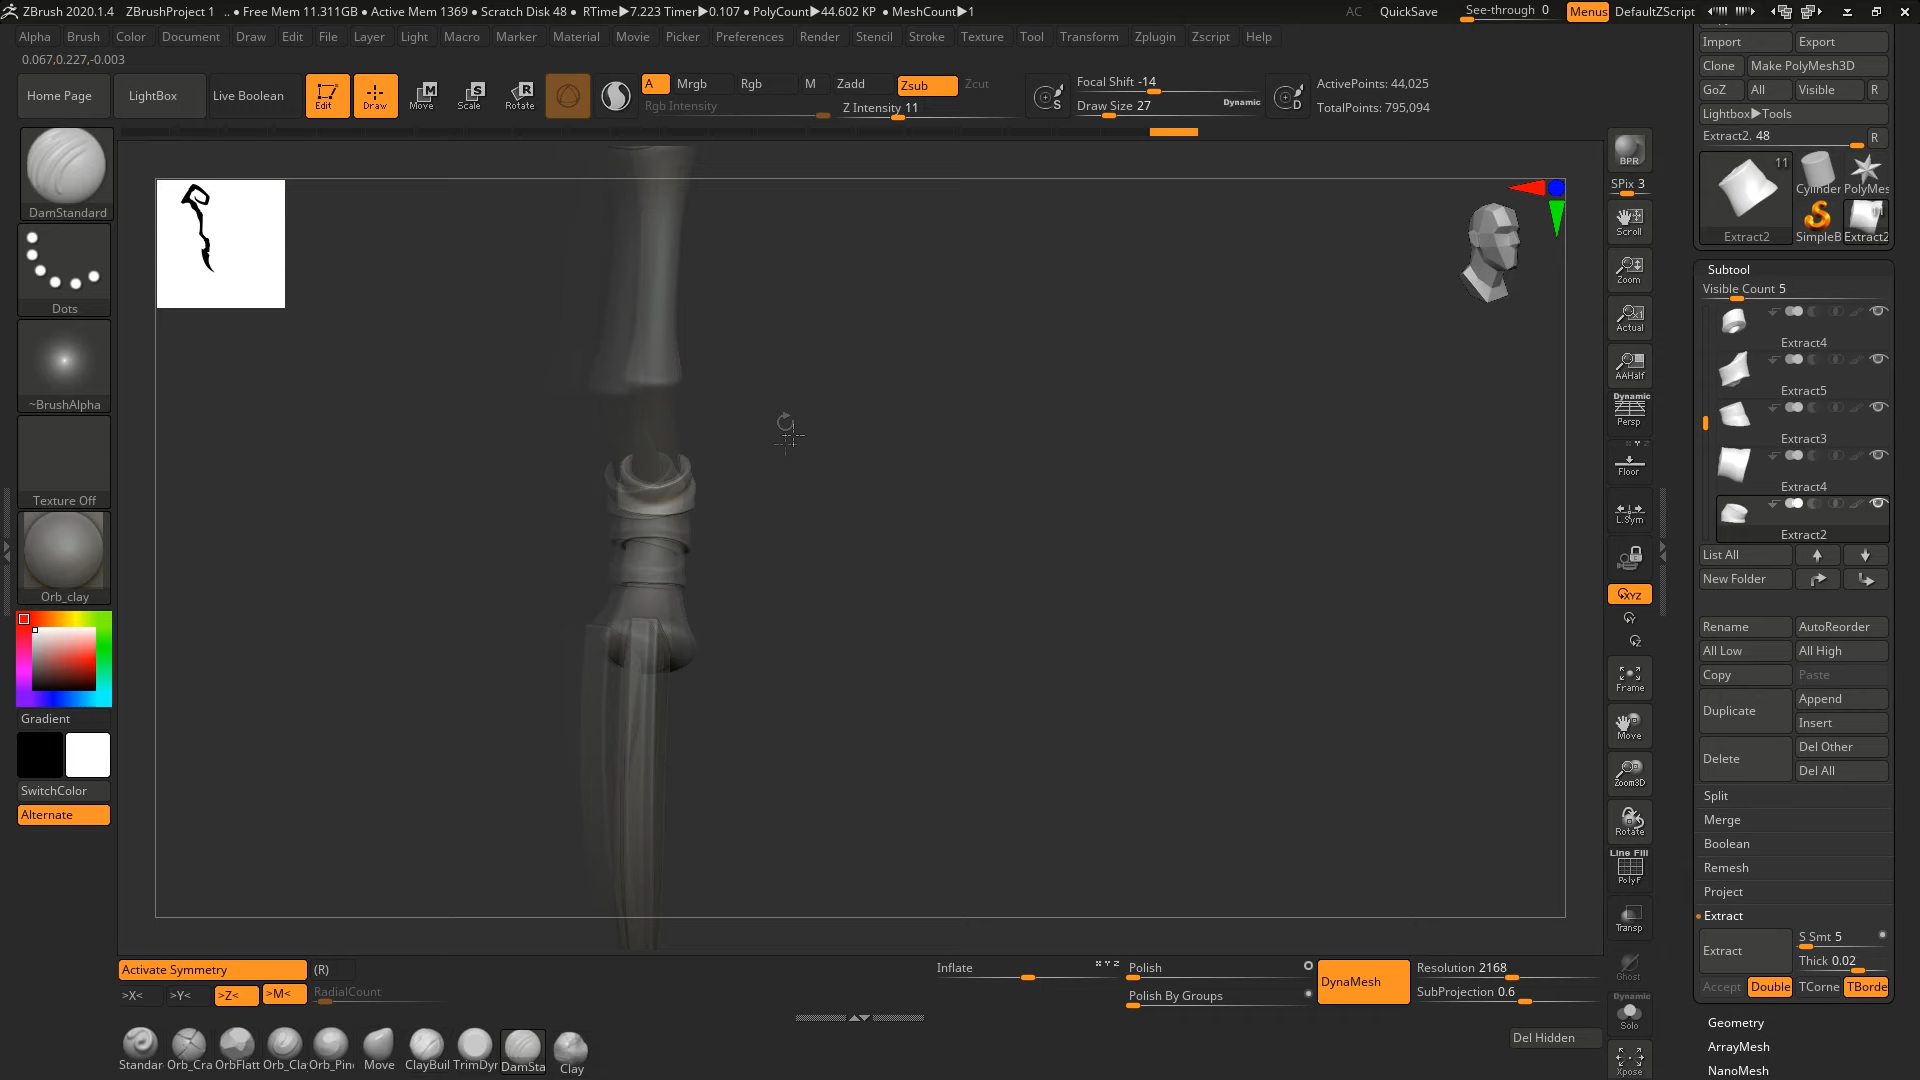 ZBrush 2020.1.4 ZBrushProject 1 .. ● Free Mem 11.311GB ● Active Mem 1369 ● Scratch Disk 48 ● RTime▶7.223 Timer▶0.107 ● PolyCount▶44.602 KP ● MeshCount▶1 AC QuickSave See-through 0 Menus DefaultZScript
Alpha Brush Color Document Draw Edit File Layer Light Macro Marker Material Movie Picker Preferences Render Stencil Stroke Texture Tool Transform Zplugin Zscript Help
0.067,0.227,-0.003
Home Page LightBox Live Boolean Edit Draw Move Scale Rotate
A Mrgb Rgb M Zadd Zsub Zcut
Rgb Intensity Z Intensity 11
Focal Shift -14
Draw Size 27 Dynamic
S D
ActivePoints: 44,025
TotalPoints: 795,094
DamStandard
Dots
~BrushAlpha
Texture Off
Orb_clay
Gradient
SwitchColor
Alternate
BPR
SPix 3
Scroll
Zoom
Actual
AAHalf
Dynamic
Persp
Floor
L.Sym
XYZ
Y
Z
Frame
Move
Zoom3D
Rotate
Line Fill
PolyF
Transp
Ghost
Dynamic
Solo
Xpose
Import Export
Clone Make PolyMesh3D
GoZ All Visible R
Lightbox▶Tools
Extract2. 48 R
11
Cylinder PolyMes
11
Extract2 SimpleB Extract2
Subtool
Visible Count 5
Extract4
Extract5
Extract3
Extract4
Extract2
List All
New Folder
Rename AutoReorder
All Low All High
Copy Paste
Duplicate Append
Insert
Delete Del Other
Del All
Split
Merge
Boolean
Remesh
Project
Extract
Extract S Smt 5
Thick 0.02
Accept Double TCorne TBorde
Geometry
ArrayMesh
NanoMesh
Activate Symmetry (R)
>X< >Y< >Z< >M< RadialCount
Inflate X Y Z Polish
Polish By Groups
DynaMesh
Resolution 2168
SubProjection 0.6
Del Hidden
Standar Orb_Cra OrbFlatt Orb_Cla Orb_Pinc Move ClayBuil TrimDyr DamSta Clay